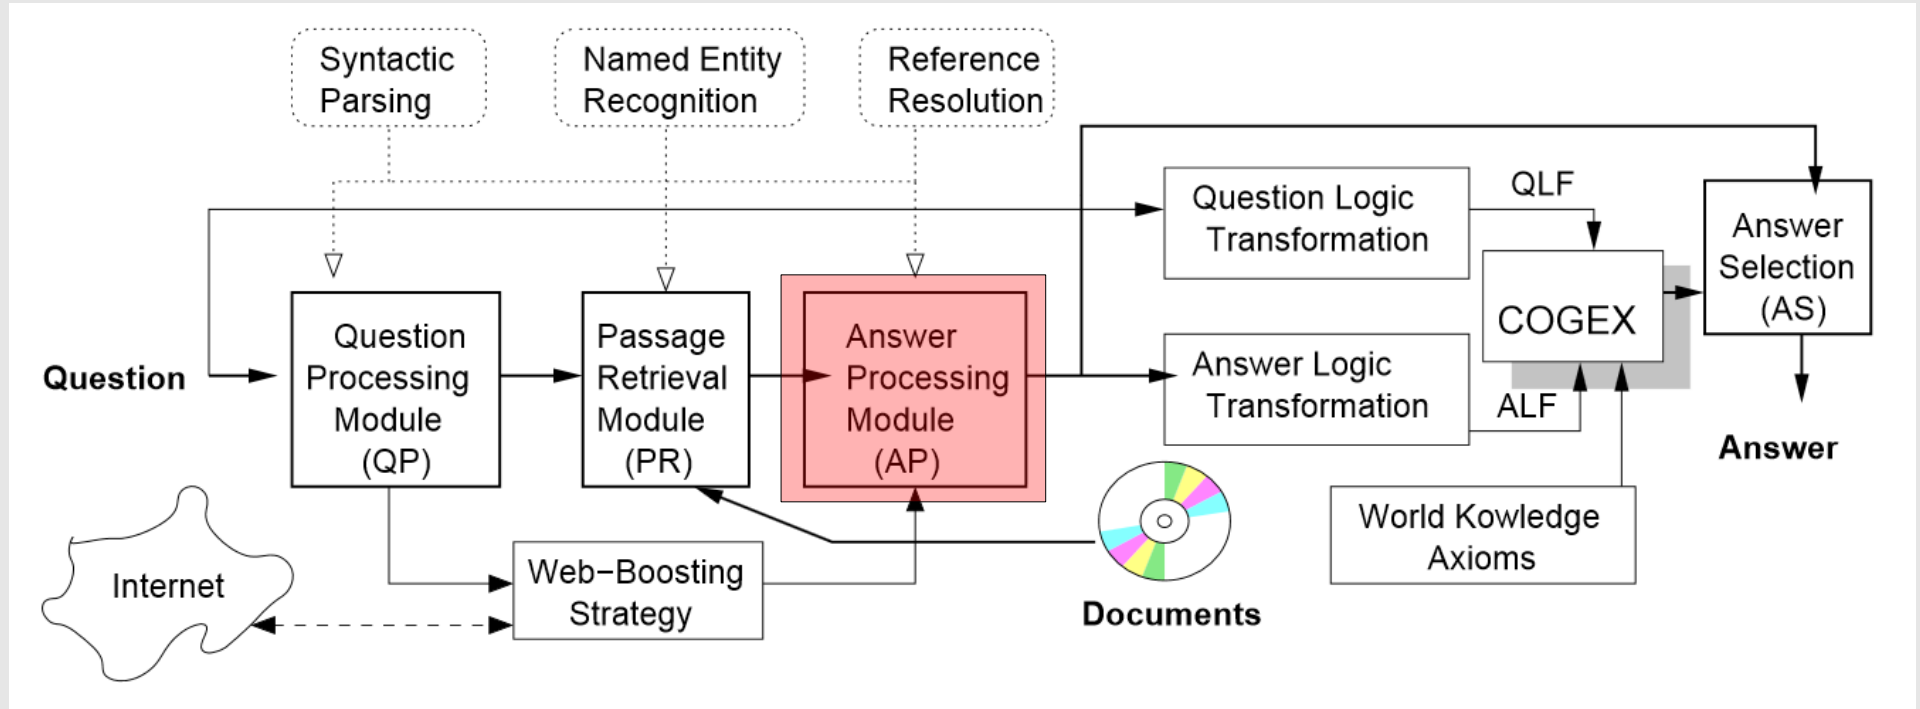 Syntactic
Parsing
Named Entity
Recognition
Reference
Resolution
Question Logic
Transformation
QLF
Answer
Selection
(AS)
COGEX
Question
Question
Processing
Module
(QP)
Passage
Retrieval
Module
(PR)
Answer
Processing
Module
(AP)
Answer Logic
Transformation
ALF
Answer
Internet
Web-Boosting
Strategy
Documents
World Kowledge
Axioms